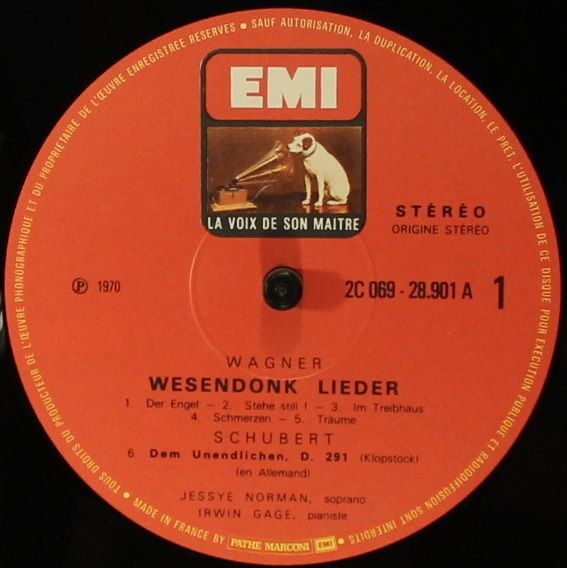 TOUS DROITS DU PRODUCTEUR DE L'ŒUVRE PHONOGRAPHIQUE ET DU PROPRIETAIRE DE L'ŒUVRE ENREGISTREE RESERVES • SAUF AUTORISATION, LA DUPLICATION, LA LOCATION, LE PRET, L'UTILISATION DE CE DISQUE POUR EXECUTION PUBLIQUE ET RADIODIFFUSION SONT INTERDITS •
EMI
LA VOIX DE SON MAITRE
STÉRÉO
ORIGINE STÉRÉO
℗ 1970
2C 069 - 28.901 A 1
WAGNER
WESENDONK LIEDER
1. Der Engel – 2. Stehe still ! – 3. Im Treibhaus
4. Schmerzen – 5. Träume
SCHUBERT
6. Dem Unendlichen, D. 291 (Klopstock)
(en Allemand)
JESSYE NORMAN, soprano
IRWIN GAGE, pianiste
• MADE IN FRANCE BY PATHE MARCONI EMI